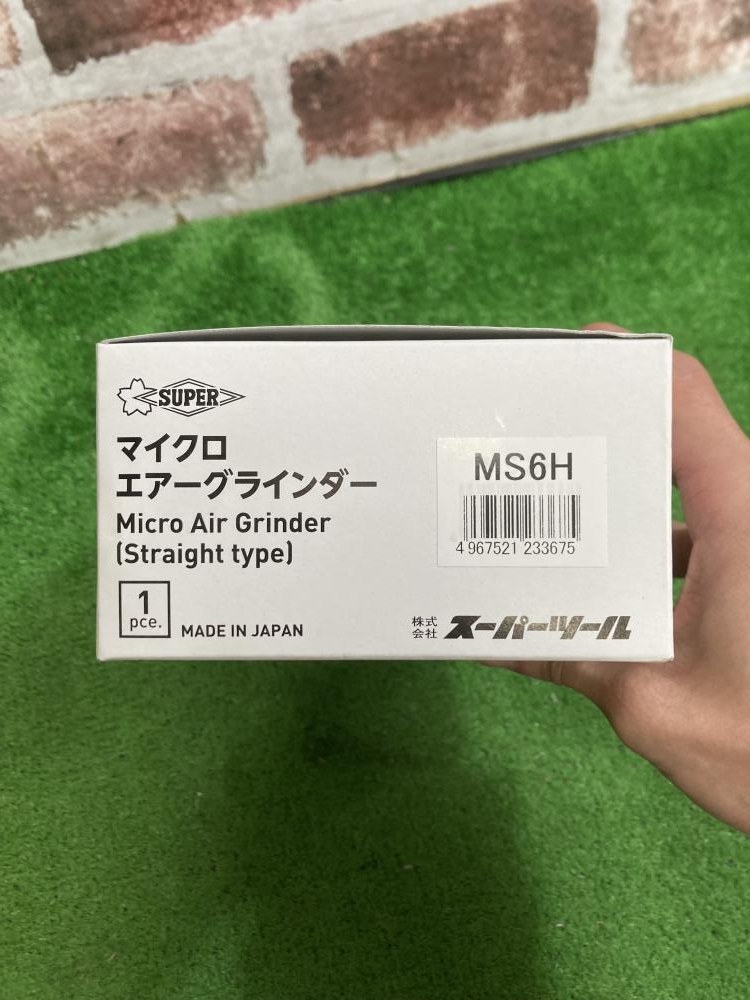 SUPER
マイクロ
エアーグラインダー
Micro Air Grinder
(Straight type)
1
pce.
MADE IN JAPAN
MS6H
4 967521 233675
株式
会社
スーパーツール